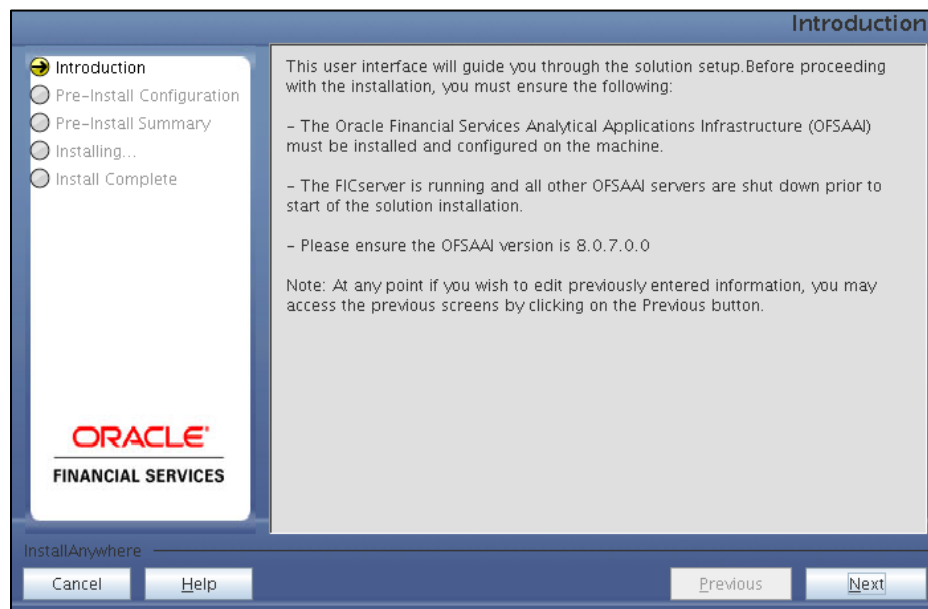 Introduction
Introduction
Pre-Install Configuration
Pre-Install Summary
Installing...
Install Complete
This user interface will guide you through the solution setup.Before proceeding
with the installation, you must ensure the following:
- The Oracle Financial Services Analytical Applications Infrastructure (OFSAAI)
must be installed and configured on the machine.
- The FICserver is running and all other OFSAAI servers are shut down prior to
start of the solution installation.
- Please ensure the OFSAAI version is 8.0.7.0.0
Note: At any point if you wish to edit previously entered information, you may
access the previous screens by clicking on the Previous button.
ORACLE'
FINANCIAL SERVICES
InstallAnywhere
Cancel
Help
Previous
Next